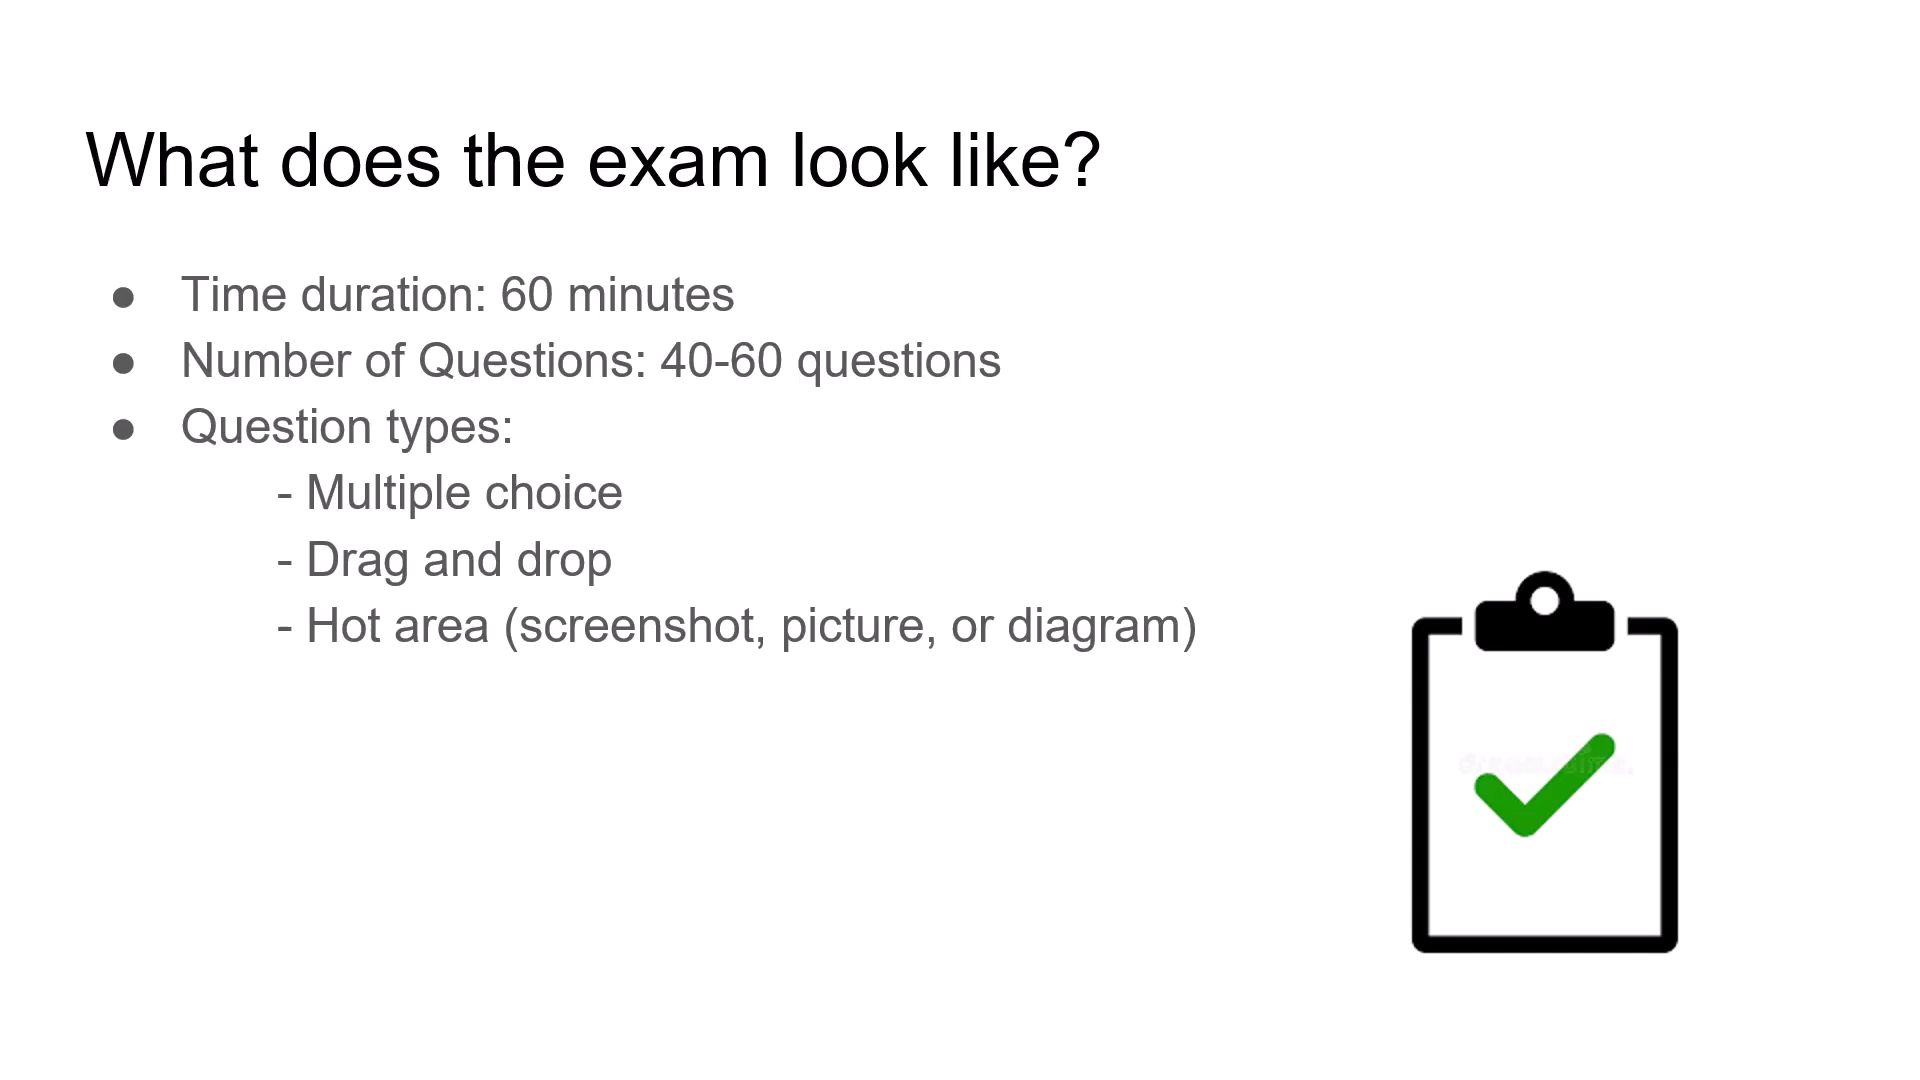 What does the exam look like?
● Time duration: 60 minutes
● Number of Questions: 40-60 questions
● Question types:
- Multiple choice
- Drag and drop
- Hot area (screenshot, picture, or diagram)